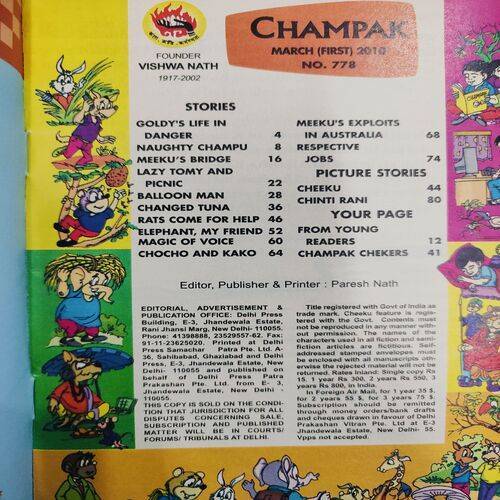 FOUNDER
VISHWA NATH
1917-2002
CHAMPAK
MARCH (FIRST) 2010
NO. 778
STORIES
GOLDY'S LIFE IN
DANGER 4
NAUGHTY CHAMPU 8
MEEKU'S BRIDGE 16
LAZY TOMY AND
PICNIC 22
BALLOON MAN 28
CHANGED TUNA 36
RATS COME FOR HELP 46
ELEPHANT, MY FRIEND 52
MAGIC OF VOICE 60
CHOCHO AND KAKO 64
MEEKU'S EXPLOITS
IN AUSTRALIA 68
RESPECTIVE
JOBS 74
PICTURE STORIES
CHEEKU 44
CHINTI RANI 80
YOUR PAGE
FROM YOUNG
READERS 12
CHAMPAK CHEKERS 41
Editor, Publisher & Printer : Paresh Nath
EDITORIAL, ADVERTISEMENT &
PUBLICATION OFFICE: Delhi Press
Building, E-3, Jhandewala Estate,
Rani Jhansi Marg, New Delhi- 110055.
Phone: 41398888, 23529557-62. Fax:
91-11-23625020. Printed at Delhi
Press Samachar Patra Pte. Ltd. A-
36, Sahibabad, Ghaziabad and Delhi
Press, E-3, Jhandewala Estate, New
Delhi- 110055 and published on
behalf of Delhi Press Patra
Prakashan Pte. Ltd. from E- 3,
Jhandewala Estate, New Delhi -
110055.
THIS COPY IS SOLD ON THE CONDI-
TION THAT JURISDICTION FOR ALL
DISPUTES CONCERNING SALE,
SUBSCRIPTION AND PUBLISHED
MATTER WILL BE IN COURTS/
FORUMS/ TRIBUNALS AT DELHI.
Title registered with Govt of India as
trade mark, Cheeku feature is regis-
tered with the Govt. Contents must
not be reproduced in any manner with-
out permission. The names of the
characters used in all fiction and semi-
fiction articles are fictitious. Self-
addressed stamped envelopes must
be enclosed with all manuscripts oth-
erwise the rejected material will not be
returned. Rates Inland: Single copy Rs
15. 1 year RS 300, 2 years Rs 550, 3
years Rs 800, in India.
In Foreign Air Mail, for 1 year 35 $,
for 2 years 55 $, for 3 years 75 $.
Subscription should be remitted
through money orders/bank drafts
and cheques drawn in favour of Delhi
Prakashan Vitran Pte. Ltd at E-3
Jhandewala Estate, New Delhi- 55.
Vpps not accepted.